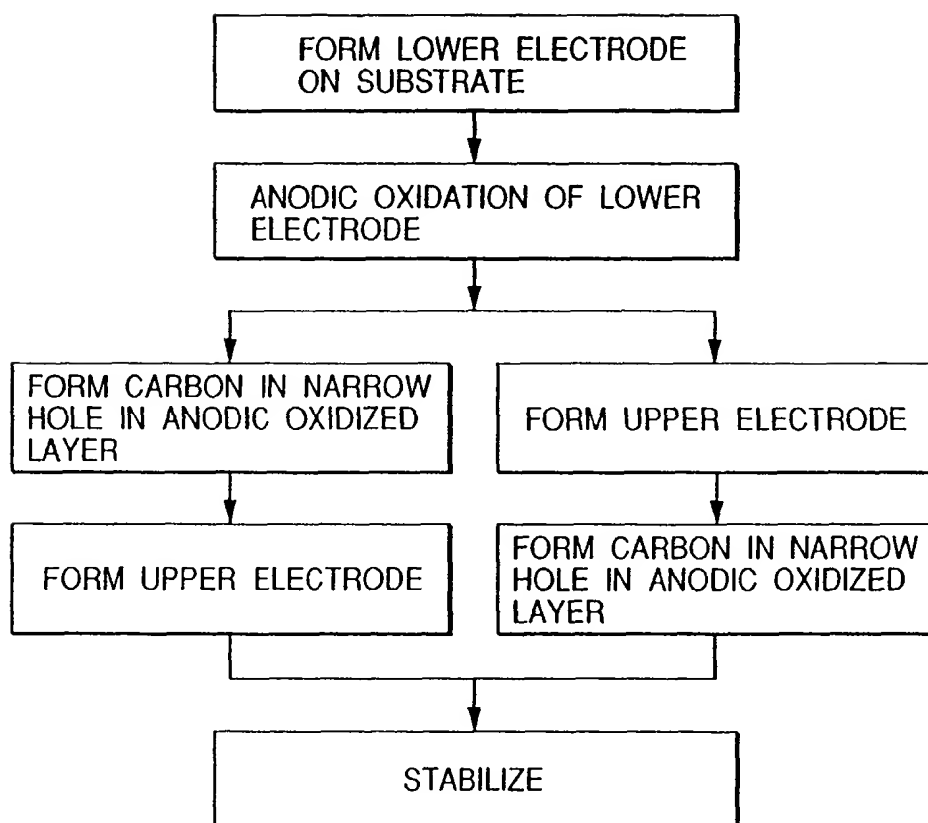 FORM LOWER ELECTRODE
ON SUBSTRATE
ANODIC OXIDATION OF LOWER
ELECTRODE
FORM CARBON IN NARROW
HOLE IN ANODIC OXIDIZED
LAYER
FORM UPPER ELECTRODE
FORM UPPER ELECTRODE
FORM CARBON IN NARROW
HOLE IN ANODIC OXIDIZED
LAYER
STABILIZE